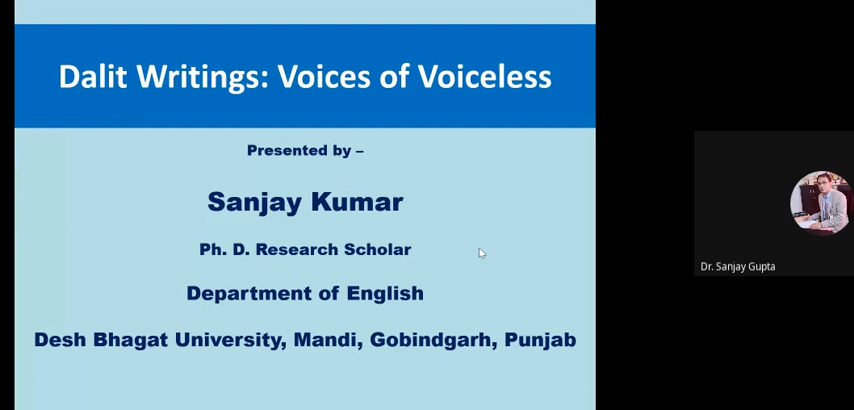 Dalit Writings: Voices of Voiceless
Presented by –
Sanjay Kumar
Ph. D. Research Scholar
Department of English
Desh Bhagat University, Mandi, Gobindgarh, Punjab
Dr. Sanjay Gupta